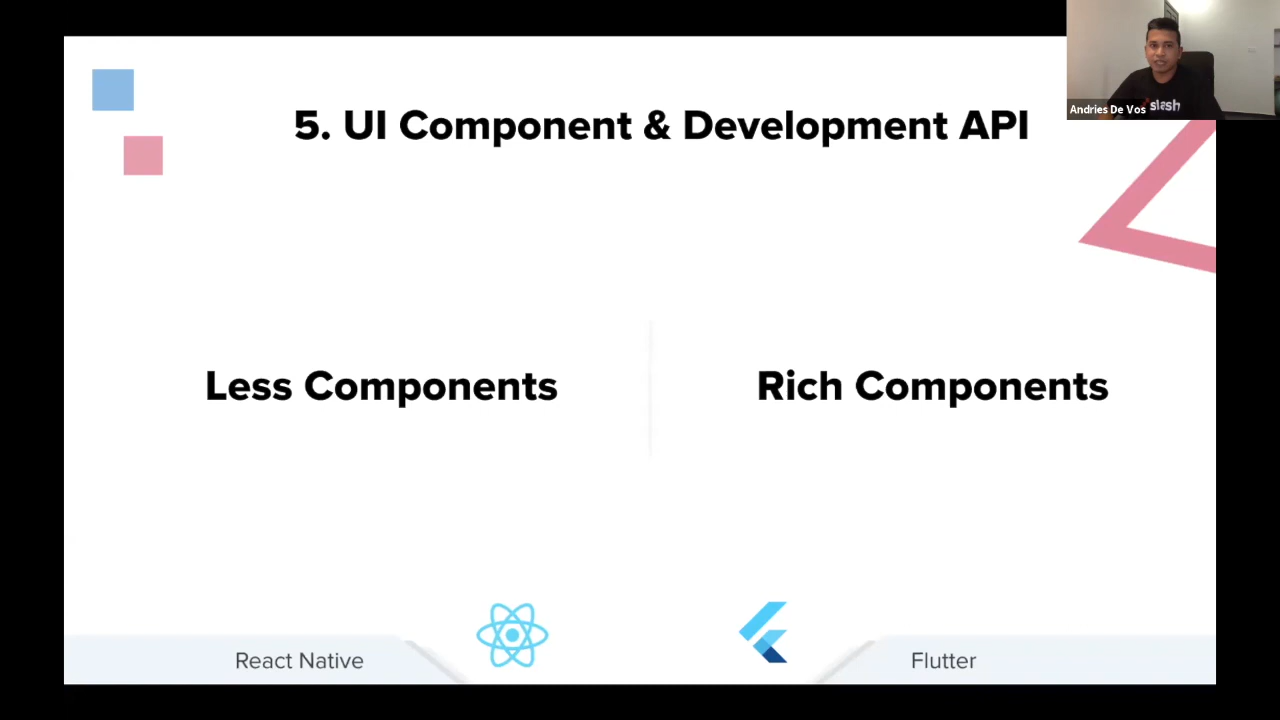 5. UI Component & Development API
slash
Andries De Vos
Less Components
Rich Components
React Native
Flutter